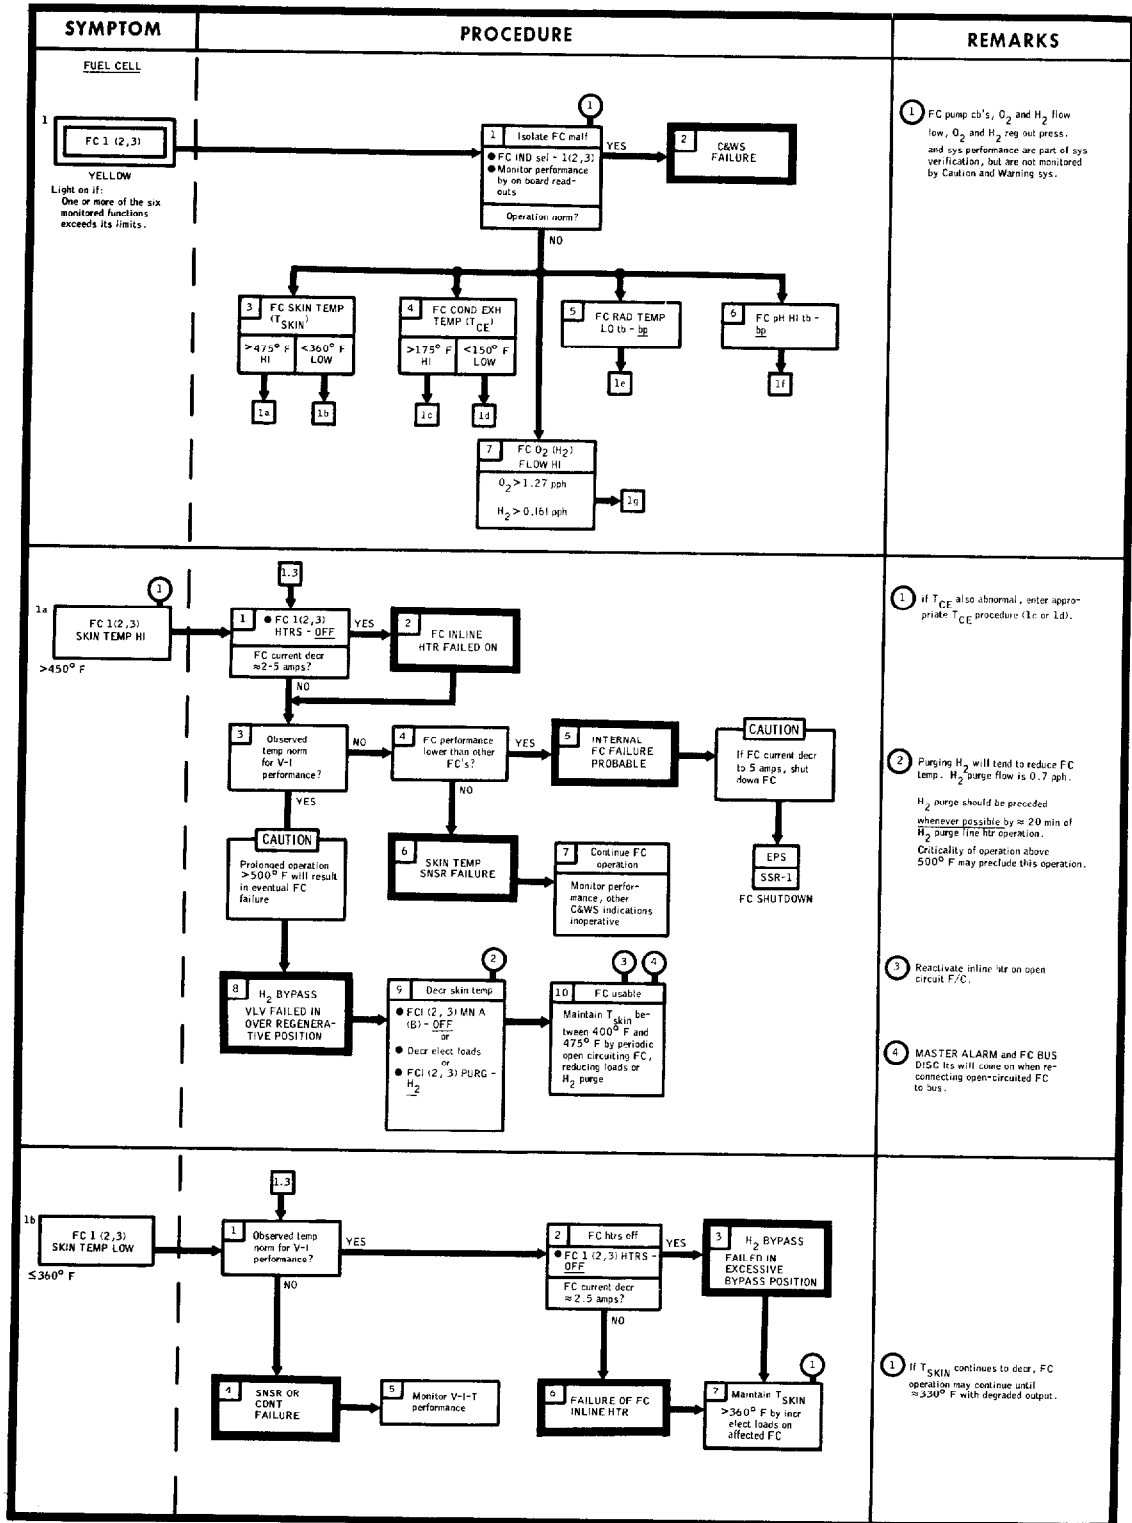 SYMPTOM
PROCEDURE
REMARKS
FUEL CELL
1
FC 1 (2,3)
YELLOW
Light on if:
One or more of the six
monitored functions
exceeds its limits.
1
1 Isolate FC malf
● FC IND sel - 1(2,3)
● Monitor performance
by on board read-
outs
Operation norm?
YES
2 C&WS
FAILURE
NO
3 FC SKIN TEMP
(T SKIN)
>475° F
HI
<360° F
LOW
1a
1b
4 FC COND EXH
TEMP (T CE)
>175° F
HI
<150° F
LOW
1c
1d
5 FC RAD TEMP
LO tb - bp
1e
6 FC pH HI tb -
bp
1f
7 FC O2 (H2)
FLOW HI
O2 > 1.27 pph
H2 > 0.161 pph
1g
1 FC pump cb's, O2 and H2 flow
low, O2 and H2 reg out press.
and sys performance are part of sys
verification, but are not monitored
by Caution and Warning sys.
1a
1
FC 1(2,3)
SKIN TEMP HI
>450° F
1.3
1 ● FC 1(2,3)
HTRS - OFF
FC current decr
≈2-5 amps?
YES
2 FC INLINE
HTR FAILED ON
NO
3 Observed
temp norm
for V-I
performance?
NO
4 FC performance
lower than other
FC's?
YES
5 INTERNAL
FC FAILURE
PROBABLE
CAUTION
If FC current decr
to 5 amps, shut
down FC
EPS
SSR-1
FC SHUTDOWN
YES
CAUTION
Prolonged operation
>500° F will result
in eventual FC
failure
NO
6 SKIN TEMP
SNSR FAILURE
7 Continue FC
operation
Monitor perfor-
mance, other
C&WS indications
inoperative
8 H2 BYPASS
VLV FAILED IN
OVER REGENERA-
TIVE POSITION
2
9 Decr skin temp
● FC1 (2,3) MN A
(B) - OFF
or
● Decr elect loads
or
● FC1 (2,3) PURG -
H2
3
4
10 FC usable
Maintain T skin be-
tween 400° F and
475° F by periodic
open circuiting FC,
reducing loads or
H2 purge
1 If T CE also abnormal, enter appro-
priate T CE procedure (1c or 1d).
2 Purging H2 will tend to reduce FC
temp. H2 purge flow is 0.7 pph.
H2 purge should be preceded
whenever possible by ≈ 20 min of
H2 purge line htr operation.
Criticality of operation above
500° F may preclude this operation.
3 Reactivate inline htr on open
circuit F/C.
4 MASTER ALARM and FC BUS
DISC lts will come on when re-
connecting open-circuited FC
to bus.
1b
FC 1 (2,3)
SKIN TEMP LOW
≤360° F
1.3
1 Observed temp
norm for V-I
performance?
YES
2 FC htrs off
● FC 1 (2,3) HTRS -
OFF
FC current decr
≈2.5 amps?
YES
3 H2 BYPASS
FAILED IN
EXCESSIVE
BYPASS POSITION
NO
NO
4 SNSR OR
CONT
FAILURE
5 Monitor V-I-T
performance
6 FAILURE OF FC
INLINE HTR
1
7 Maintain T SKIN
>360° F by incr
elect loads on
affected FC
1 If T SKIN continues to decr, FC
operation may continue until
≈330° F with degraded output.